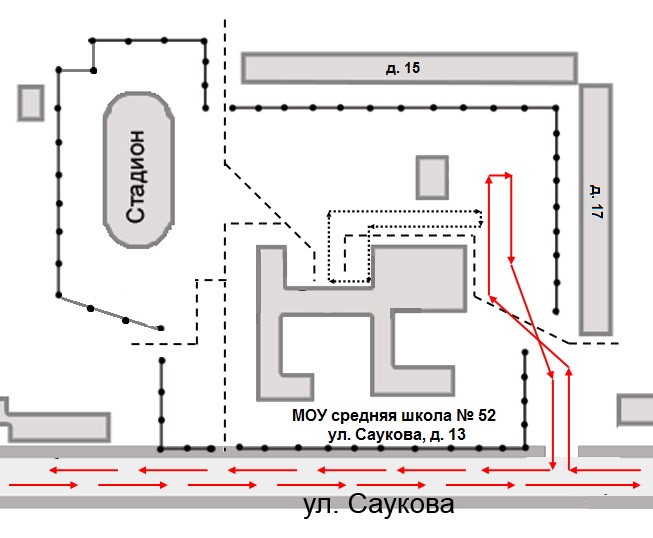 д. 15
Стадион
д. 17
МОУ средняя школа № 52
ул. Саукова, д. 13
ул. Саукова